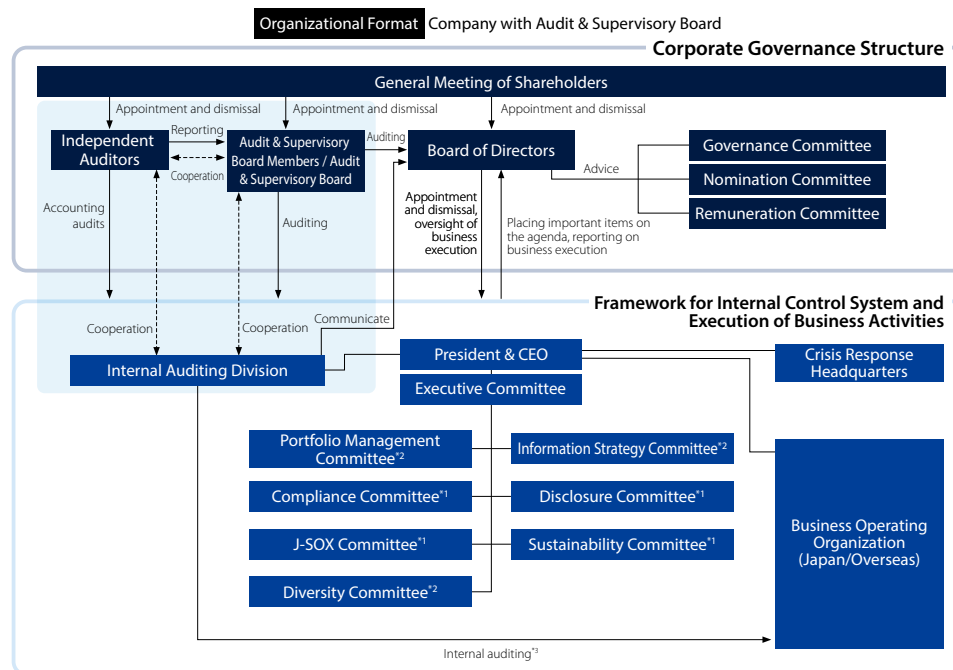 Organizational Format Company with Audit & Supervisory Board
Corporate Governance Structure
General Meeting of Shareholders
Appointment and dismissal
Appointment and dismissal
Appointment and dismissal
Independent
Auditors
Reporting
Cooperation
Audit & Supervisory
Board Members / Audit
& Supervisory Board
Auditing
Board of Directors
Advice
Governance Committee
Nomination Committee
Remuneration Committee
Accounting
audits
Auditing
Appointment
and dismissal,
oversight of
business
execution
Placing important items on
the agenda, reporting on
business execution
Framework for Internal Control System and
Execution of Business Activities
Cooperation
Cooperation
Communicate
Internal Auditing Division
President & CEO
Executive Committee
Crisis Response
Headquarters
Portfolio Management
Committee*2
Information Strategy Committee*2
Compliance Committee*1
Disclosure Committee*1
J-SOX Committee*1
Sustainability Committee*1
Diversity Committee*2
Business Operating
Organization
(Japan/Overseas)
Internal auditing*3